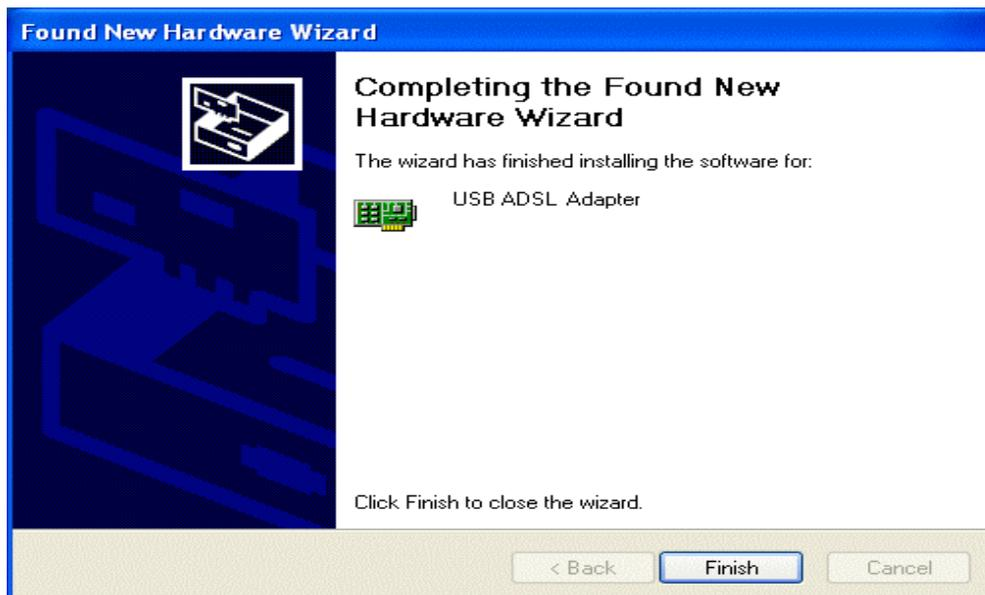 Found New Hardware Wizard
Completing the Found New
Hardware Wizard
The wizard has finished installing the software for:
USB ADSL Adapter
Click Finish to close the wizard.
< Back
Finish
Cancel